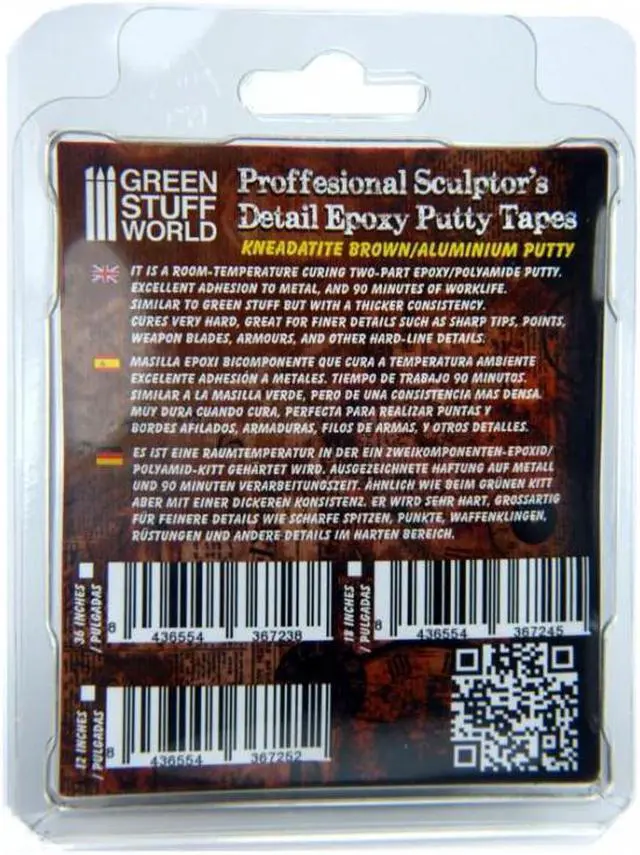 GREEN
STUFF
WORLD
Proffesional Sculptor's
Detail Epoxy Putty Tapes
KNEADATITE BROWN/ALUMINIUM PUTTY
IT IS A ROOM-TEMPERATURE CURING TWO-PART EPOXY/POLYAMIDE PUTTY.
EXCELLENT ADHESION TO METAL, AND 90 MINUTES OF WORKLIFE.
SIMILAR TO GREEN STUFF BUT WITH A THICKER CONSISTENCY.
CURES VERY HARD, GREAT FOR FINER DETAILS SUCH AS SHARP TIPS, POINTS,
WEAPON BLADES, ARMOURS, AND OTHER HARD-LINE DETAILS.
MASILLA EPOXI BICOMPONENTE QUE CURA A TEMPERATURA AMBIENTE
EXCELENTE ADHESIÓN A METALES. TIEMPO DE TRABAJO 90 MINUTOS.
SIMILAR A LA MASILLA VERDE, PERO DE UNA CONSISTENCIA MAS DENSA.
MUY DURA CUANDO CURA, PERFECTA PARA REALIZAR PUNTAS Y
BORDES AFILADOS, ARMADURAS, FILOS DE ARMAS, Y OTROS DETALLES.
ES IST EINE RAUMTEMPERATUR IN DER EIN ZWEIKOMPONENTEN-EPOXID/
POLYAMID-KITT GEHÄRTET WIRD. AUSGEZEICHNETE HAFTUNG AUF METALL
UND 90 MINUTEN VERARBEITUNGSZEIT. ÄHNLICH WIE BEIM GRÜNEN KITT
ABER MIT EINER DICKEREN KONSISTENZ. ER WIRD SEHR HART, GROSSARTIG
FÜR FEINERE DETAILS WIE SCHARFE SPITZEN, PUNKTE, WAFFENKLINGEN,
RÜSTUNGEN UND ANDERE DETAILS IM HARTEN BEREICH.
36 INCHES
/ PULGADAS
8 436554 367238
18 INCHES
/ PULGADAS
8 436554 367245
12 INCHES
/ PULGADAS
8 436554 367252